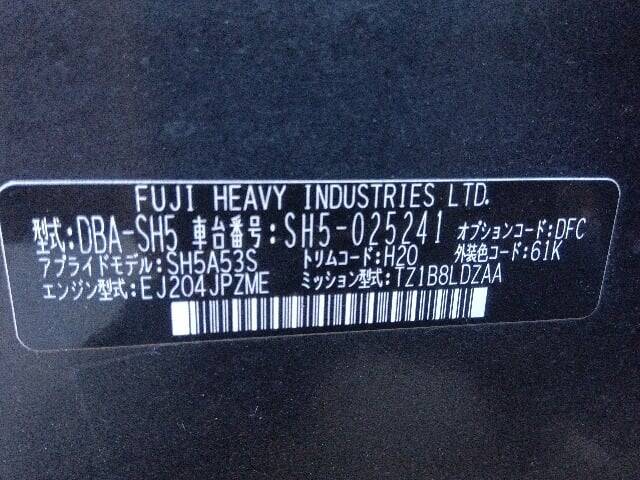 FUJI HEAVY INDUSTRIES LTD.
型式:DBA-SH5 車台番号:SH5-025241 オプションコード:DFC
アプライドモデル:SH5A53S トリムコード:H20 外装色コード:61K
エンジン型式:EJ204JPZME ミッション型式:TZ1B8LDZAA